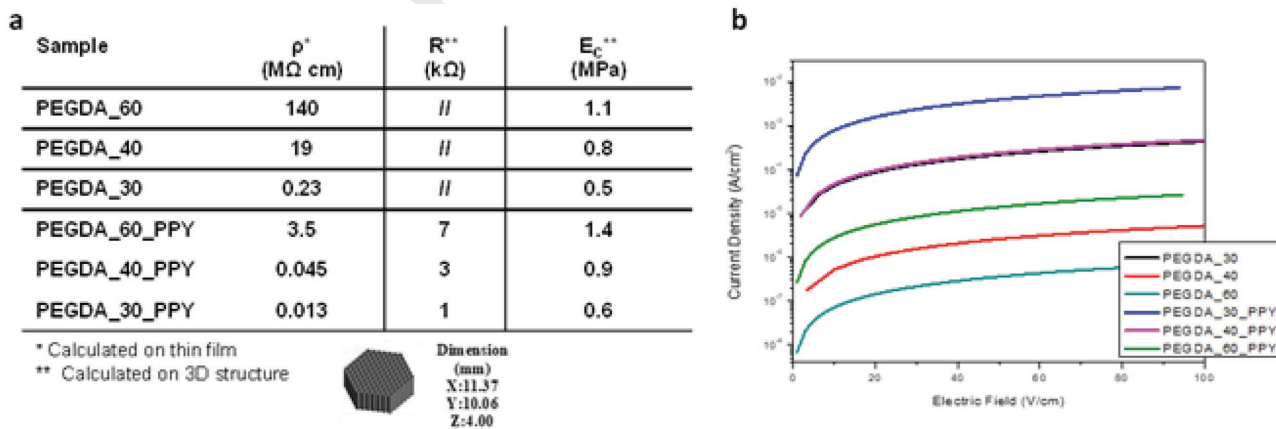 a
Sample ρ* (MΩ cm) R** (kΩ) E_C** (MPa)
PEGDA_60 140 // 1.1
PEGDA_40 19 // 0.8
PEGDA_30 0.23 // 0.5
PEGDA_60_PPY 3.5 7 1.4
PEGDA_40_PPY 0.045 3 0.9
PEGDA_30_PPY 0.013 1 0.6
* Calculated on thin film
** Calculated on 3D structure
Dimension
(mm)
X:11.37
Y:10.06
Z:4.00
b
Current Density (A/cm²)
PEGDA_30
PEGDA_40
PEGDA_60
PEGDA_30_PPY
PEGDA_40_PPY
PEGDA_60_PPY
0 20 40 60 80 100
Electric Field (V/cm)